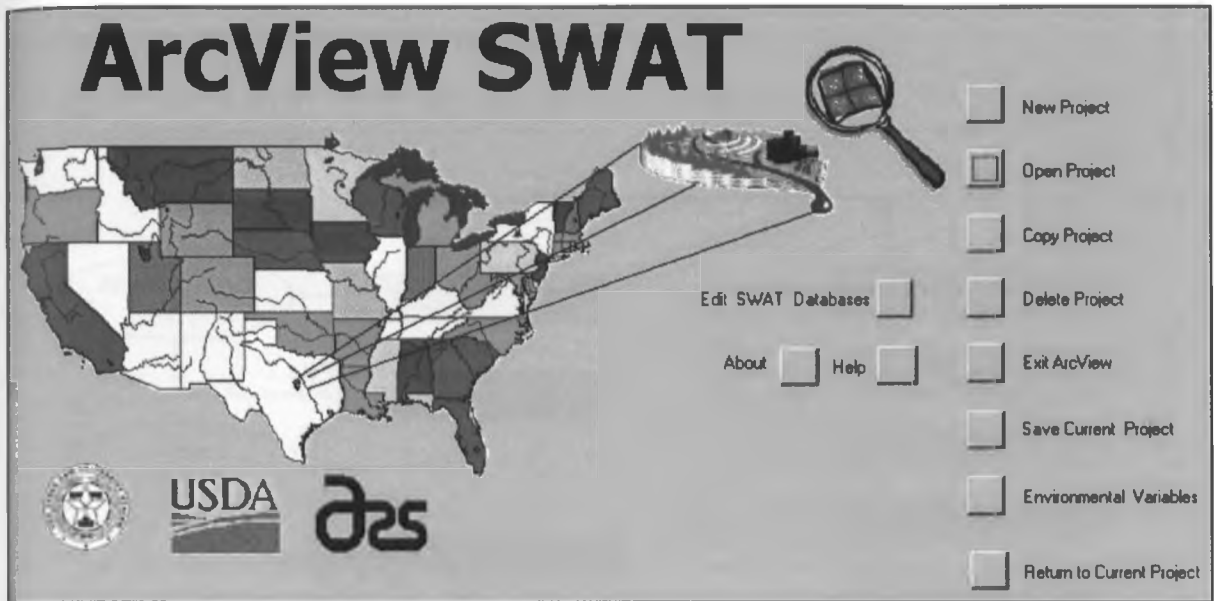 ArcView SWAT
New Project
Open Project
Copy Project
Edit SWAT Databases
Delete Project
About
Help
Exit ArcView
Save Current Project
Environmental Variables
Return to Current Project
USDA
ars